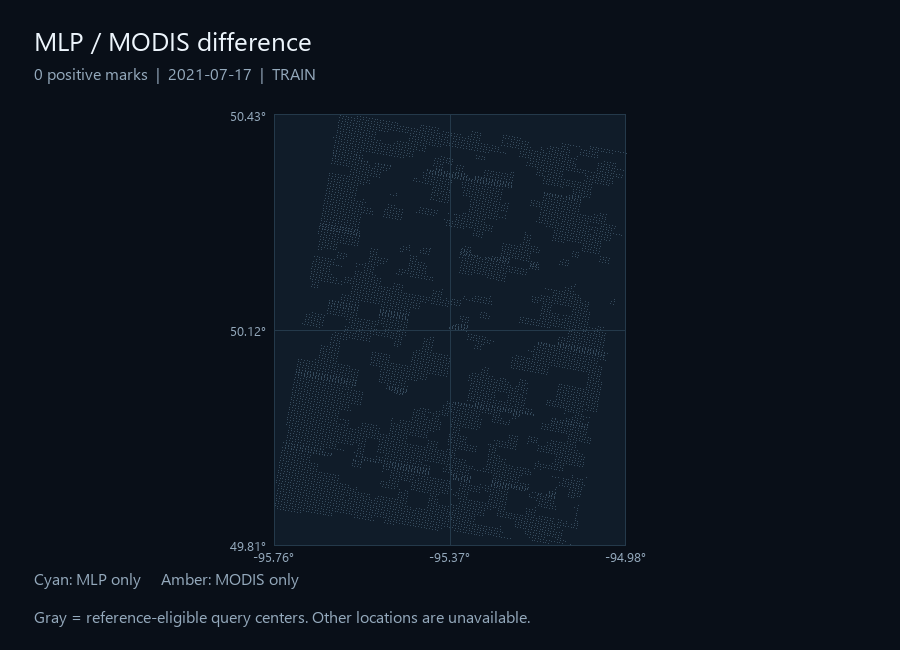 MLP / MODIS difference
0 positive marks | 2021-07-17 | TRAIN
50.43°
50.12°
49.81°
-95.76° -95.37° -94.98°
Cyan: MLP only Amber: MODIS only
Gray = reference-eligible query centers. Other locations are unavailable.